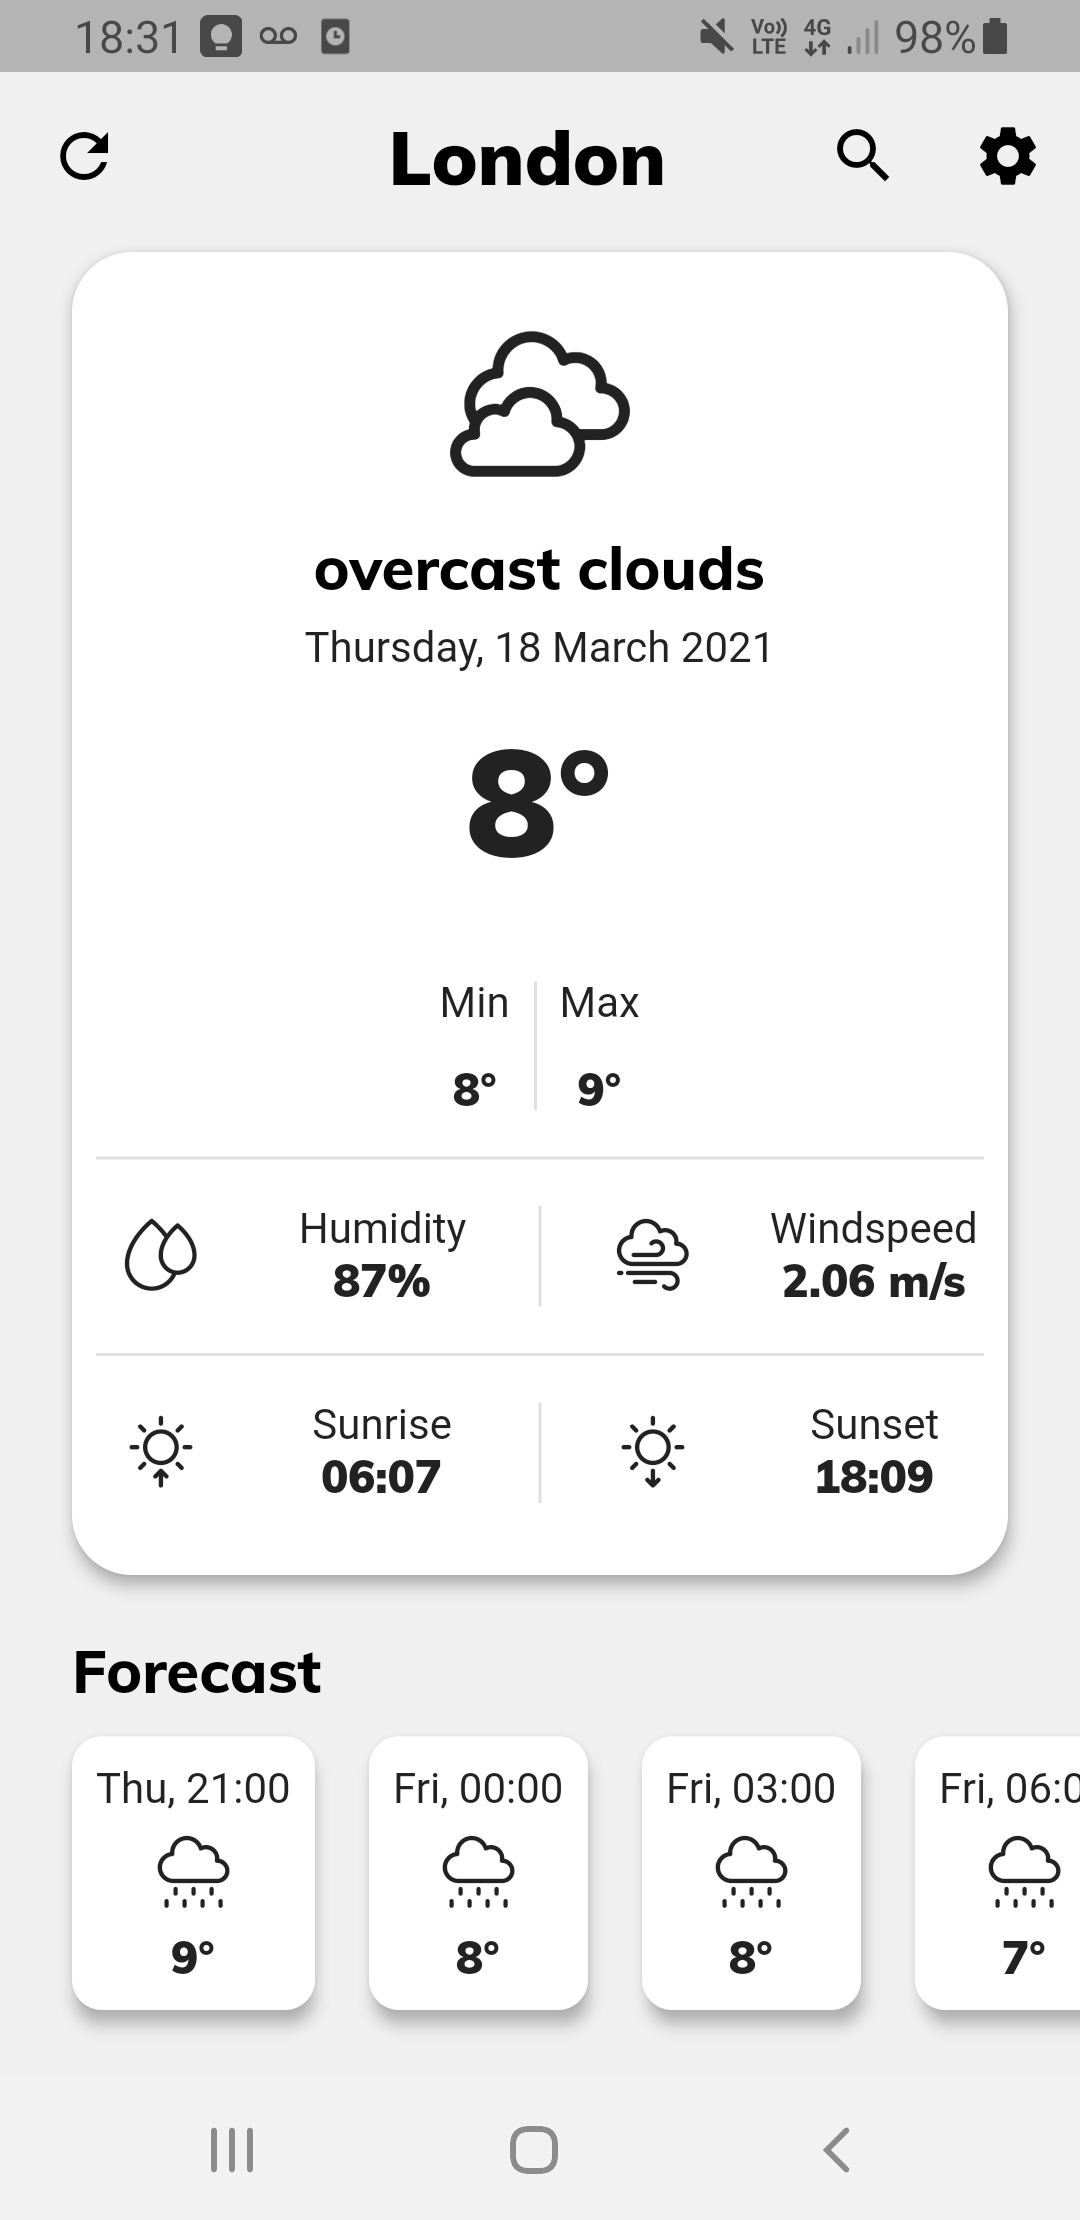 18:31 Vo)) LTE 4G 98%
London
overcast clouds
Thursday, 18 March 2021
8°
Min Max
8° 9°
Humidity Windspeed
87% 2.06 m/s
Sunrise Sunset
06:07 18:09
Forecast
Thu, 21:00 Fri, 00:00 Fri, 03:00 Fri, 06:0
9° 8° 8° 7°